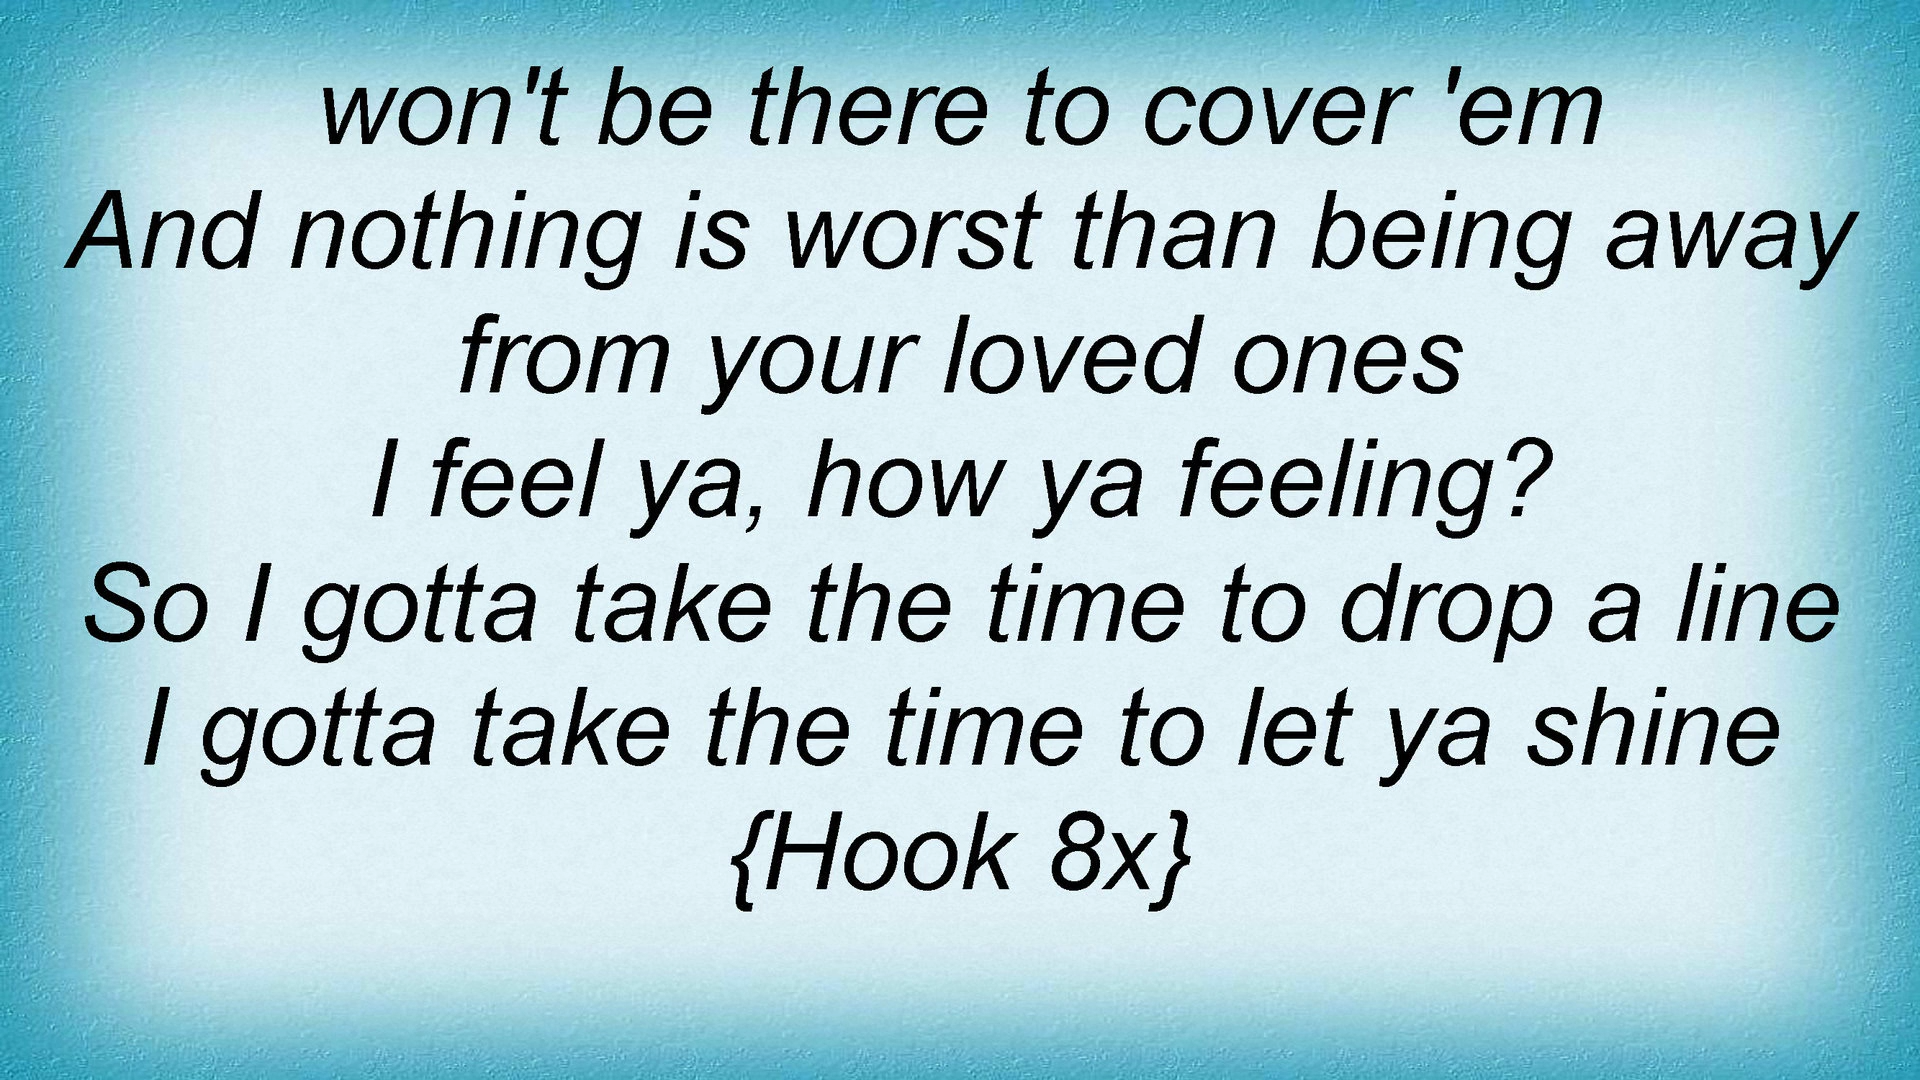 won't be there to cover 'em
And nothing is worst than being away
from your loved ones
I feel ya, how ya feeling?
So I gotta take the time to drop a line
I gotta take the time to let ya shine
{Hook 8x}